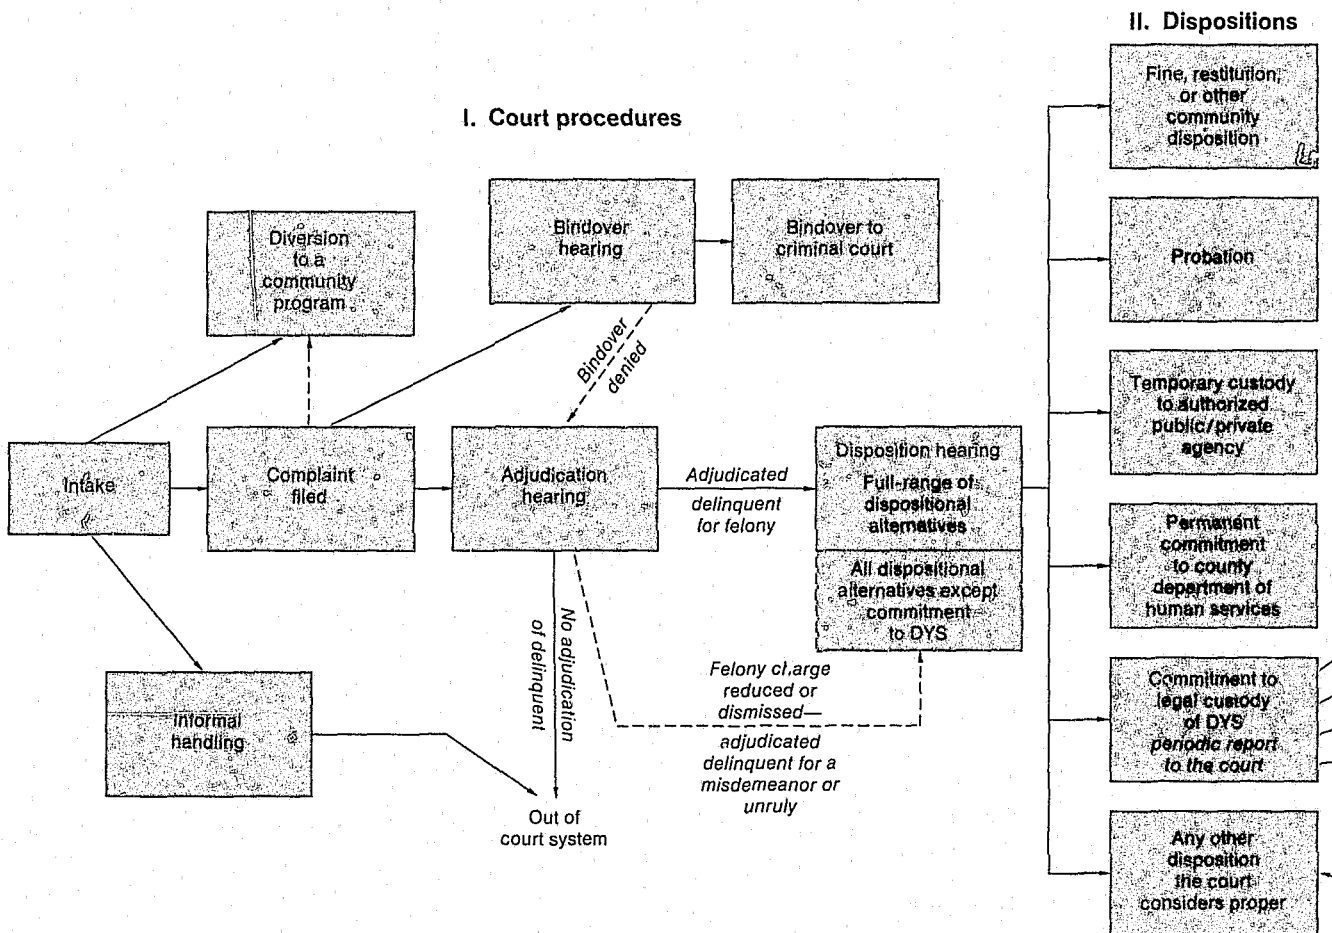 II. Dispositions
I. Court procedures
Fine, restitution,
or other
community
disposition
Bindover
hearing
Bindover to
criminal court
Diversion
to a
community
program
Probation
Bindover
denied
Temporary custody
to authorized
public/private
agency
Intake
Complaint
filed
Adjudication
hearing
Adjudicated
delinquent
for felony
Disposition hearing
Full-range of
dispositional
alternatives
All dispositional
alternatives except
commitment
to DYS
Permanent
commitment
to county
department of
human services
No adjudication
of delinquent
Felony charge
reduced or
dismissed—
adjudicated
delinquent for a
misdemeanor or
unruly
Informal
handling
Commitment to
legal custody
of DYS
periodic report
to the court
Out of
court system
Any other
disposition
the court
considers proper